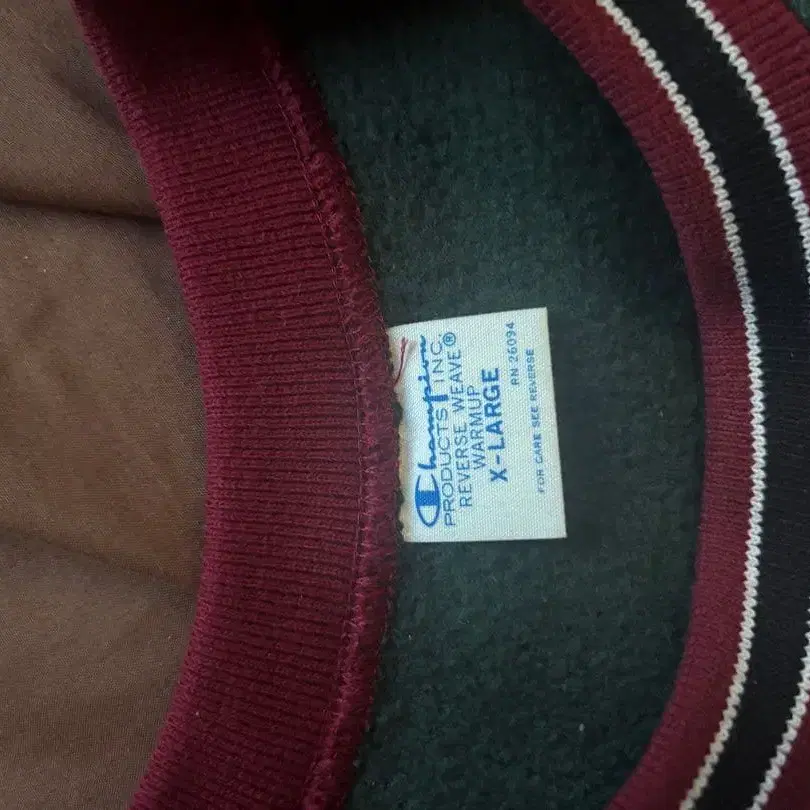 Champion
PRODUCTS INC.
REVERSE WEAVE®
WARMUP
X-LARGE
RN 26094
FOR CARE SEE REVERSE